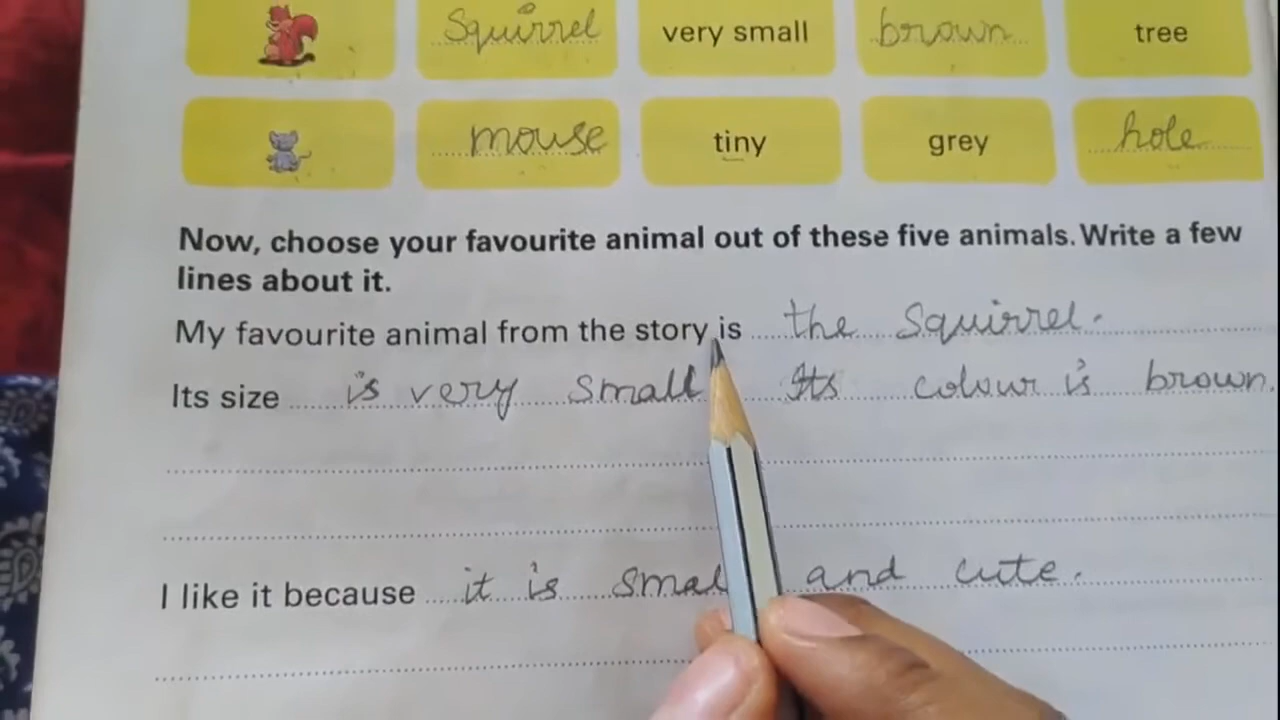 Squirrel very small brown tree
mouse tiny grey hole
Now, choose your favourite animal out of these five animals. Write a few
lines about it.
My favourite animal from the story is the Squirrel.
Its size is very small Its colour is brown.
I like it because it is small and cute.